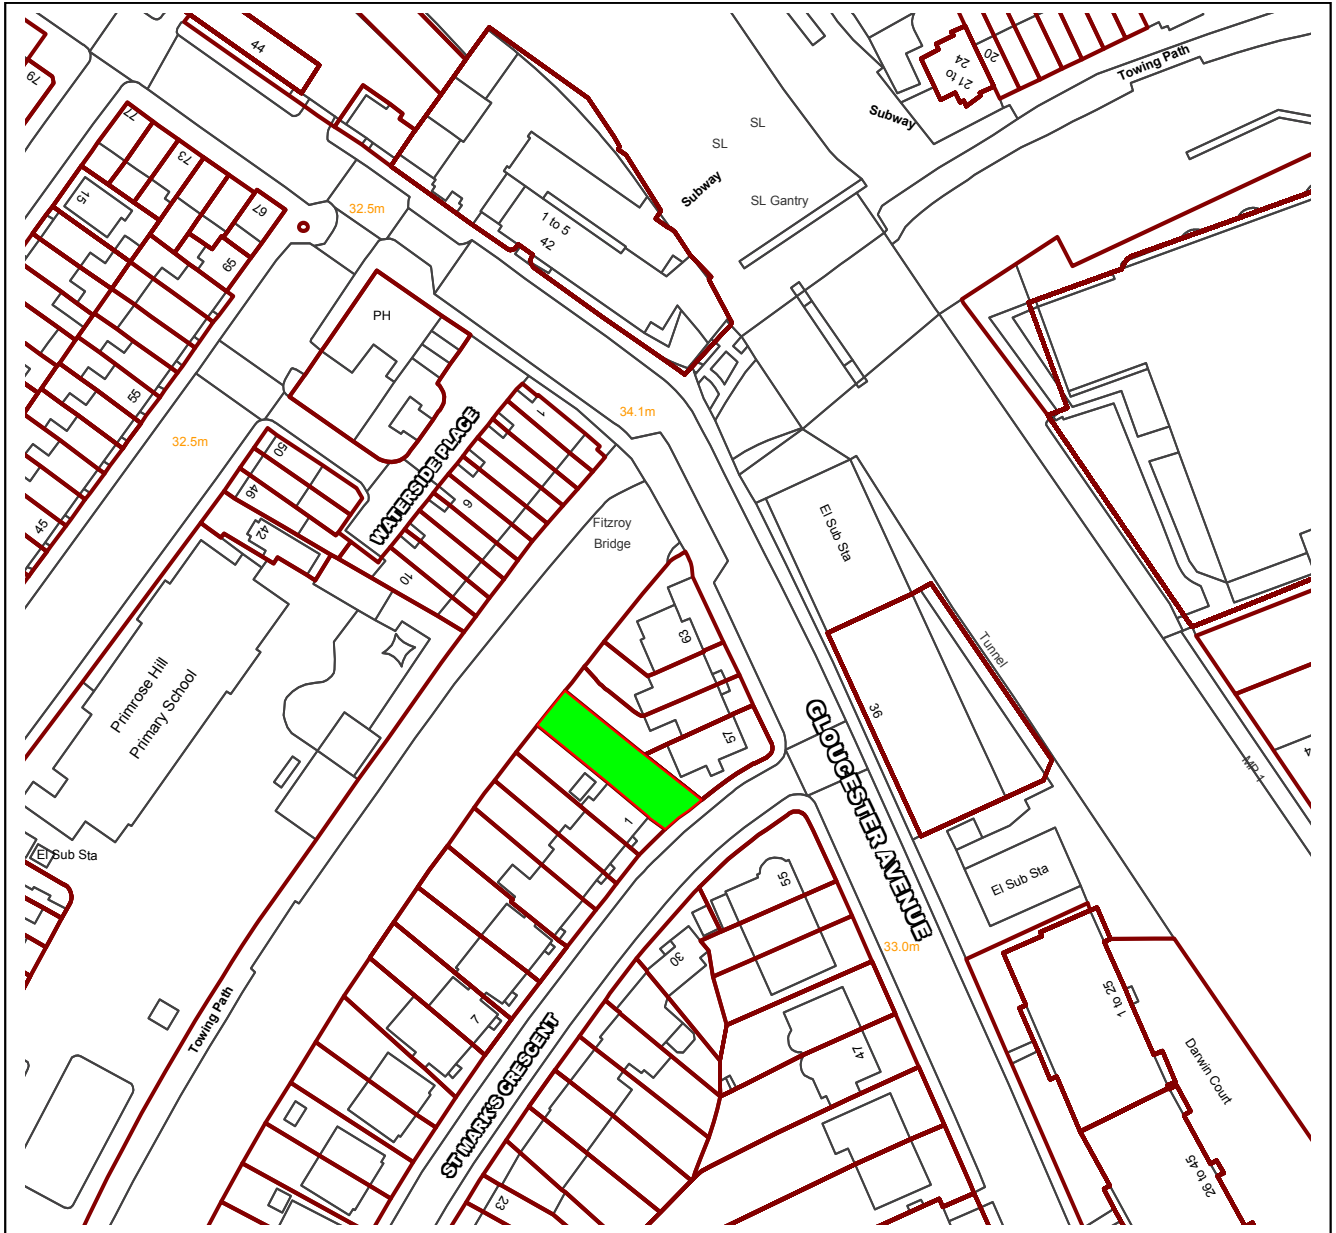 44
79
77
73
67
15
65
32.5m
SL
SL
SL Gantry
Subway
Subway
Towing Path
20
21 to
24
1 to 5
42
PH
34.1m
1
55
32.5m
50
46
42
45
WATERSIDE PLACE
9
10
Fitzroy
Bridge
El Sub Sta
63
57
Tunnel
36
GLOUCESTER AVENUE
MP 1
4
Primrose Hill
Primary School
El Sub Sta
1
55
El Sub Sta
33.0m
30
7
47
1 to 25
Darwin Court
26 to 45
Towing Path
ST MARK'S CRESCENT
23